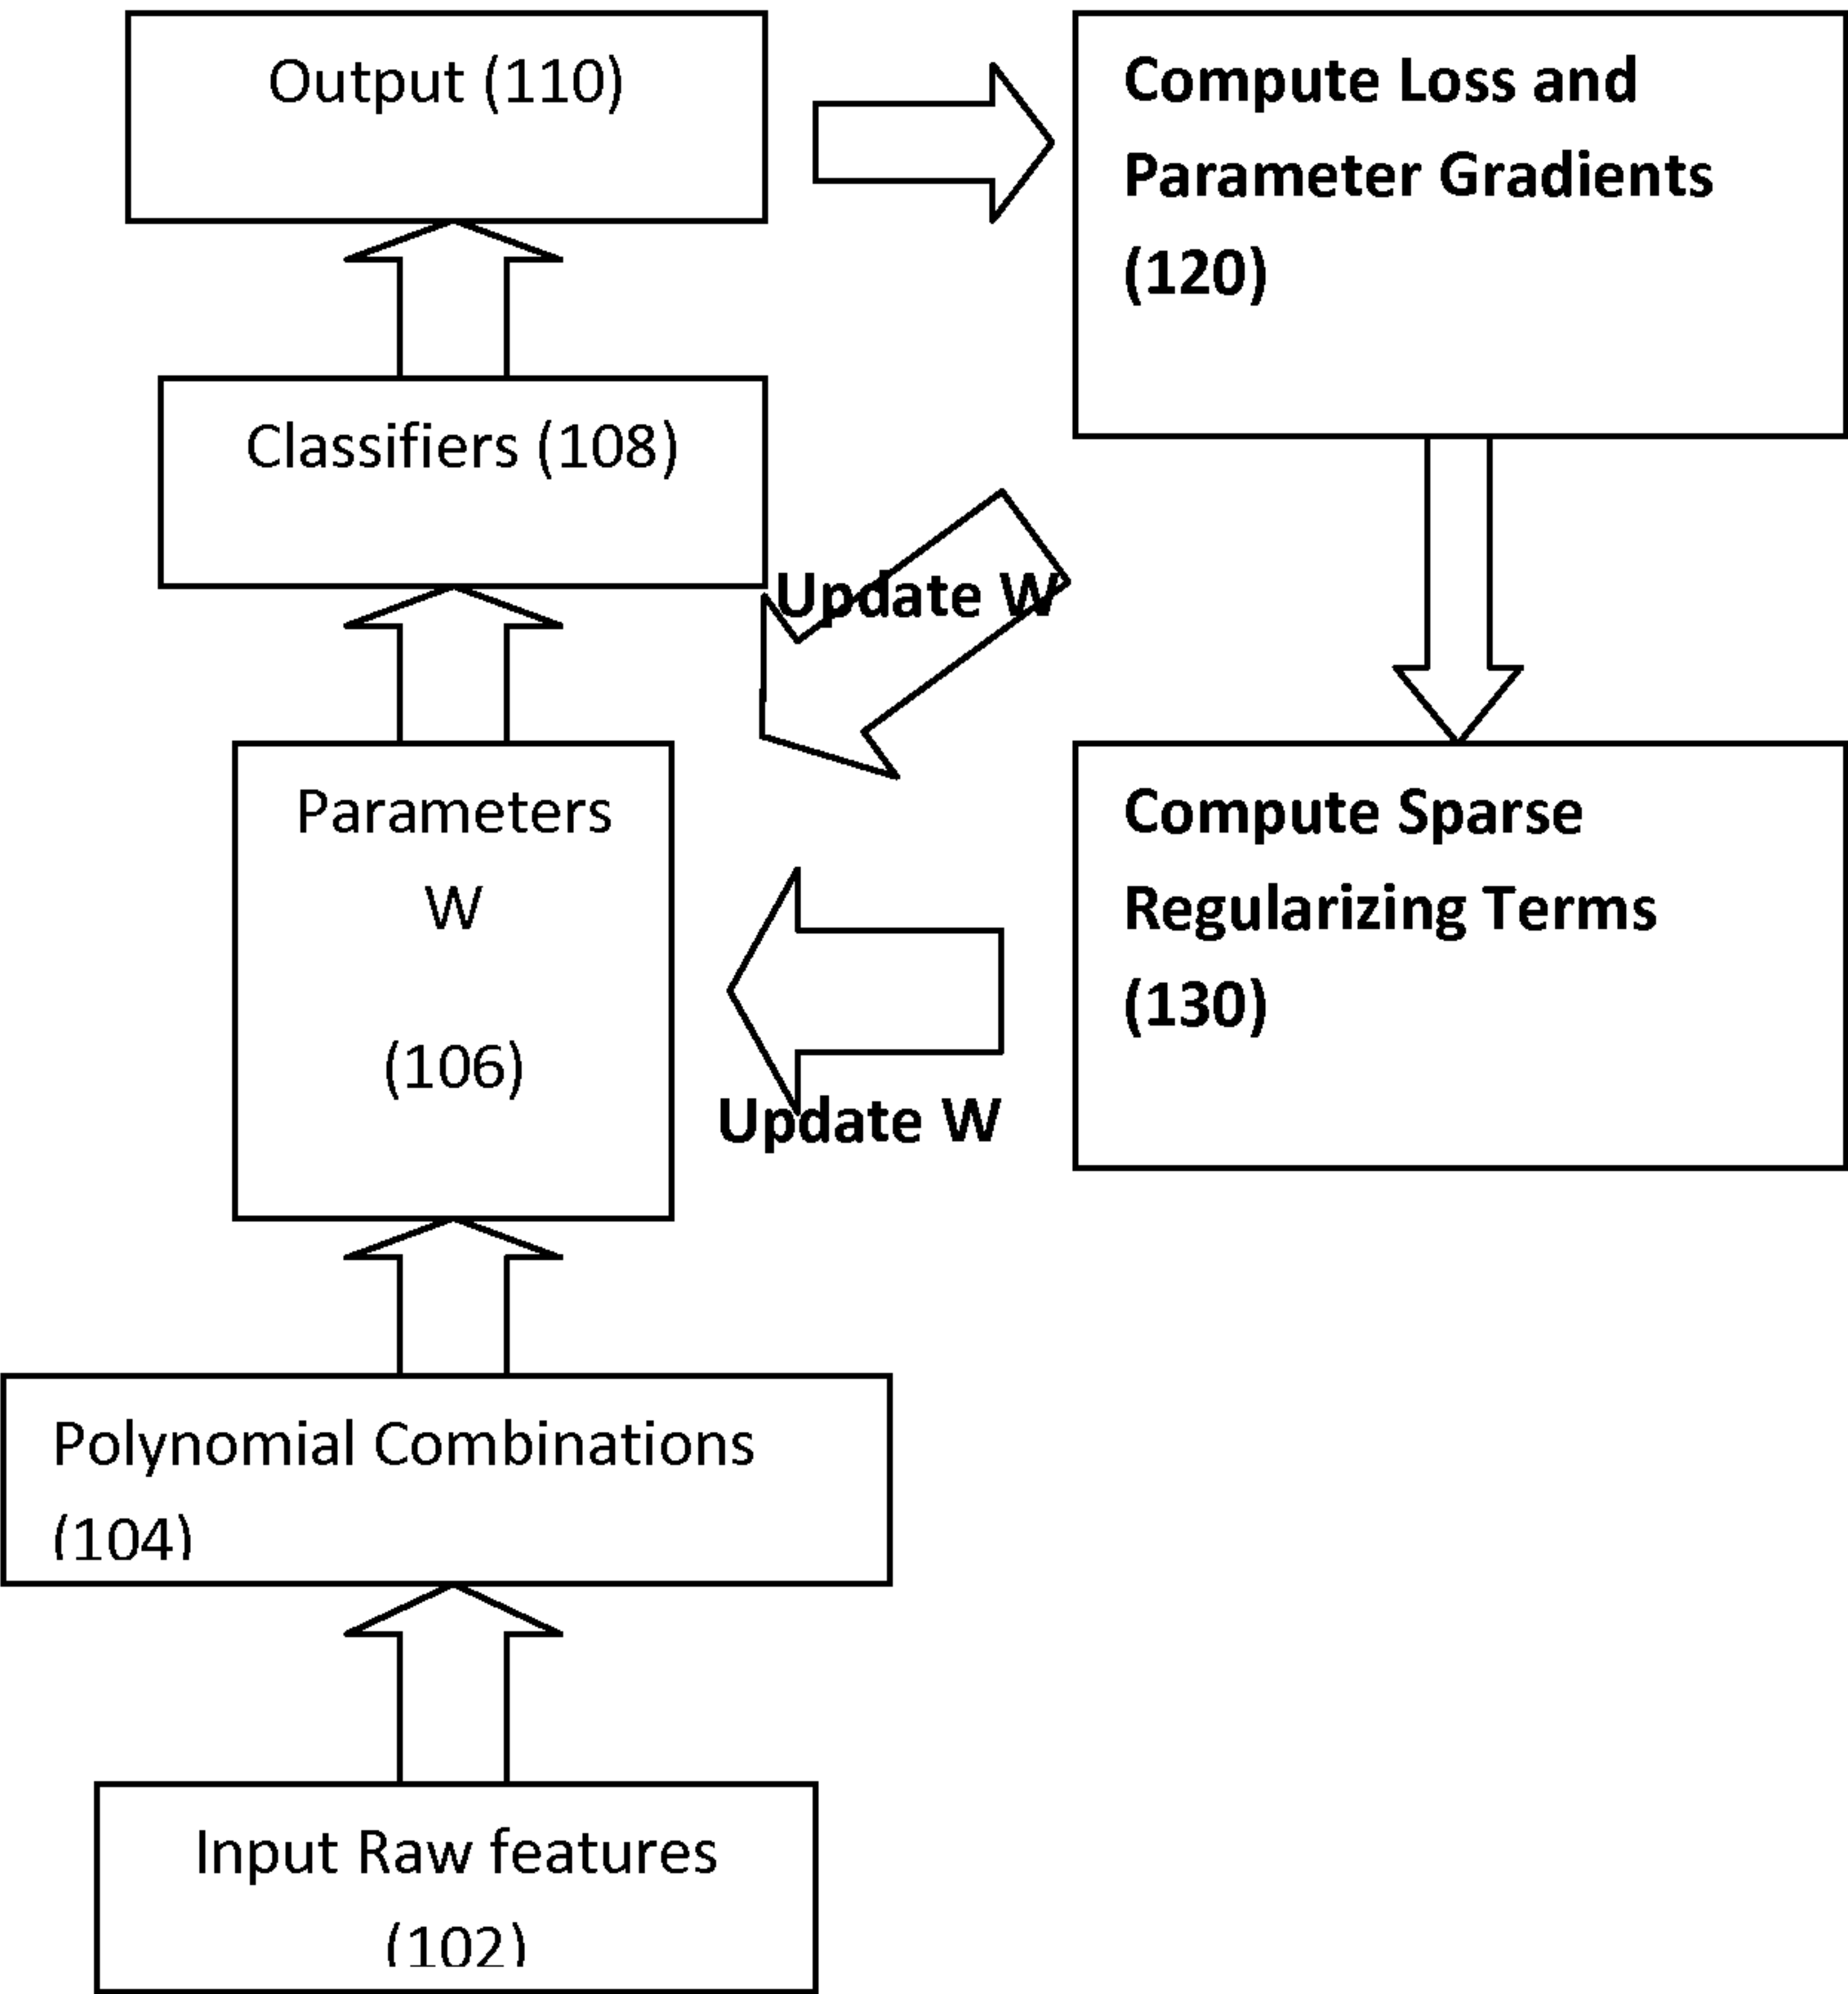 Output (110)
Compute Loss and
Parameter Gradients
(120)
Classifiers (108)
Update W
Parameters
W
(106)
Compute Sparse
Regularizing Terms
(130)
Update W
Polynomial Combinations
(104)
Input Raw features
(102)